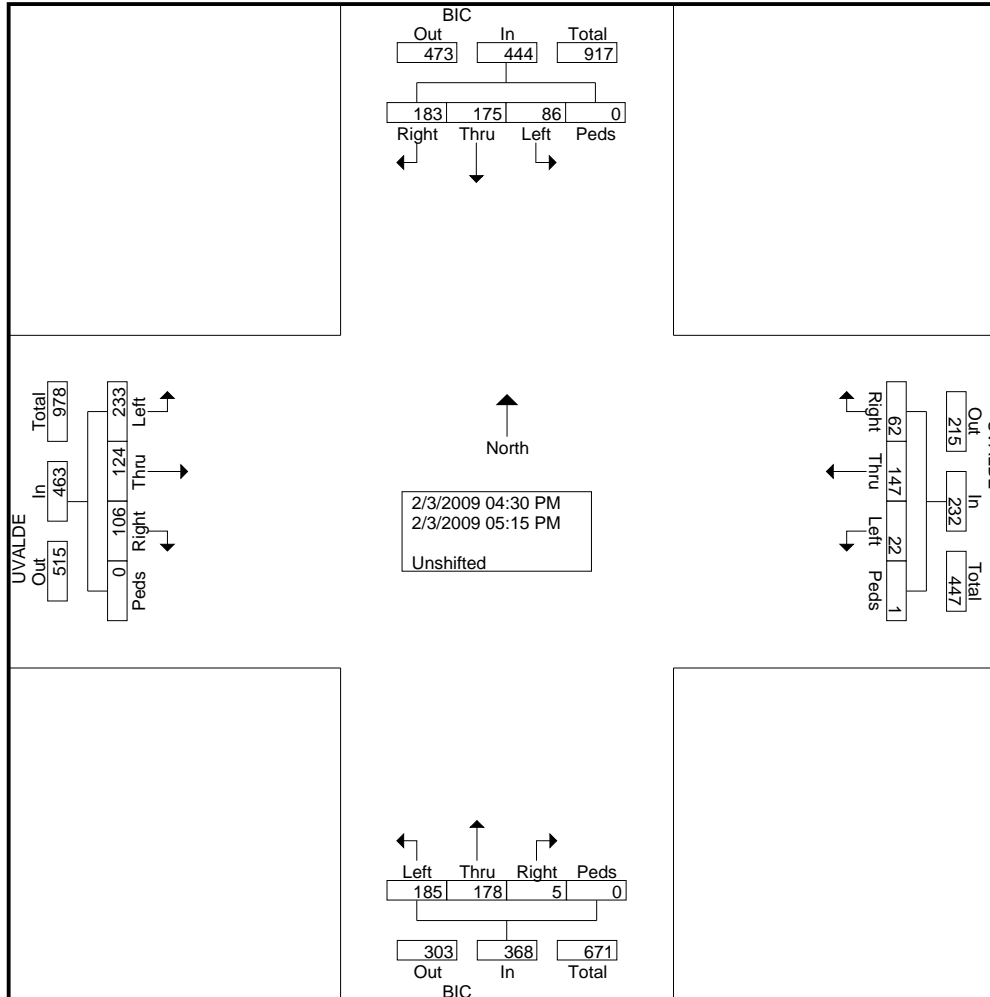 BIC
Out In Total
473 444 917
183 175 86 0
Right Thru Left Peds
North
2/3/2009 04:30 PM
2/3/2009 05:15 PM
Unshifted
UVALDE
Out In Total
515 463 978
233 124 106 0
Left Thru Right Peds
Out In Total
215 232 447
62 147 22 1
Right Thru Left Peds
Left Thru Right Peds
185 178 5 0
303 368 671
Out In Total
BIC